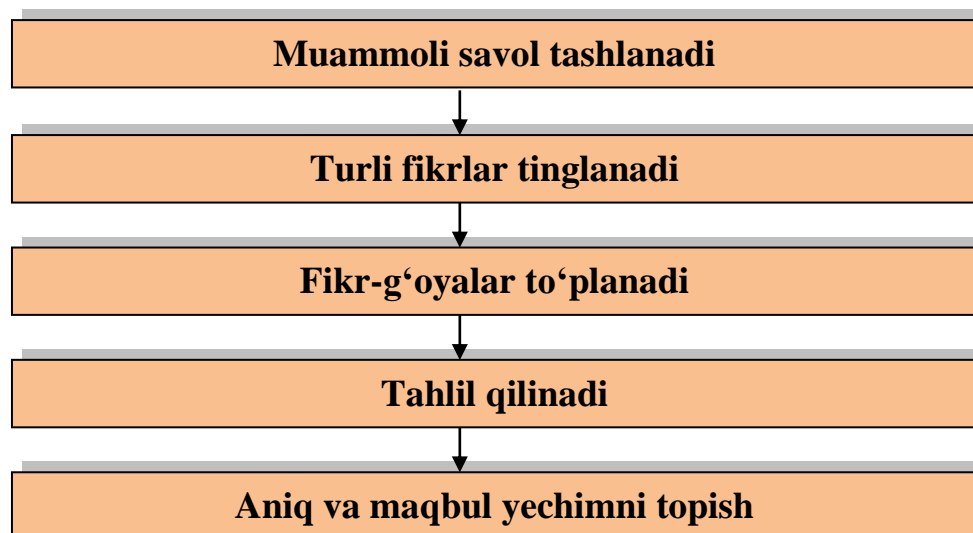 Muammoli savol tashlanadi
Turli fikrlar tinglanadi
Fikr-g‘oyalar to‘planadi
Tahlil qilinadi
Aniq va maqbul yechimni topish